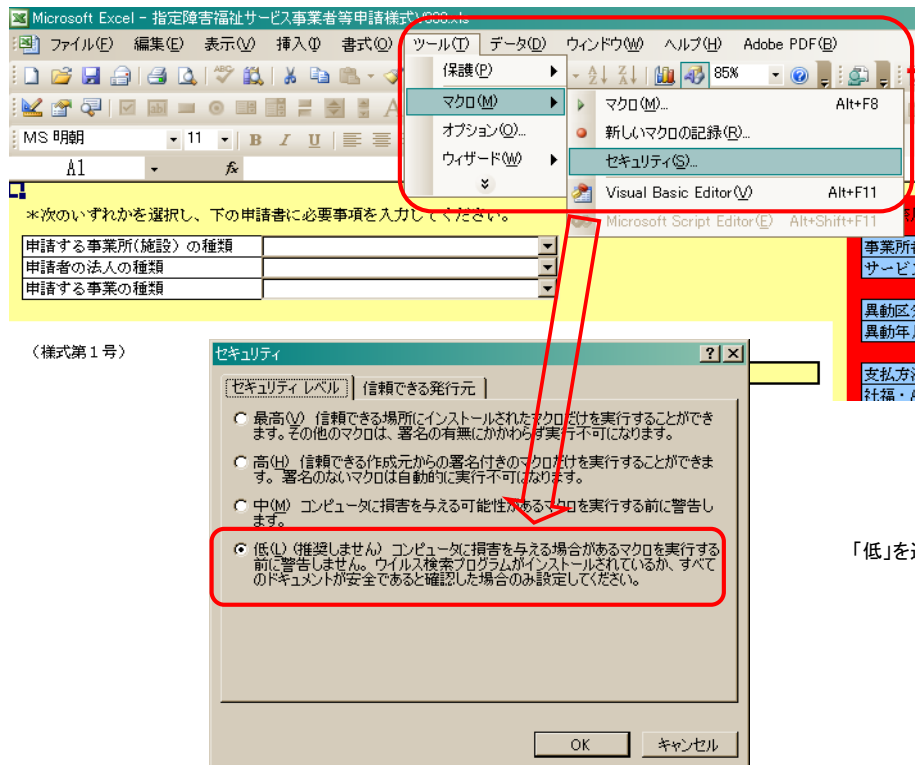 Microsoft Excel - 指定障害福祉サービス事業者等申請様式V006.xls
ファイル(F) 編集(E) 表示(V) 挿入(I) 書式(O) ツール(T) データ(D) ウィンドウ(W) ヘルプ(H) Adobe PDF(B)
保護(P)
85%
マクロ(M)
マクロ(M)... Alt+F8
MS 明朝 11 B I U
オプション(O)...
新しいマクロの記録(R)...
A1 fx
ウィザード(W)
セキュリティ(S)...
Visual Basic Editor(V) Alt+F11
*次のいずれかを選択し、下の申請書に必要事項を入力してください。
Microsoft Script Editor(E) Alt+Shift+F11
申請する事業所(施設)の種類
事業所
申請者の法人の種類
サービ
申請する事業の種類
異動区
異動年
(様式第1号)
支払方
社福・
セキュリティ
セキュリティ レベル 信頼できる発行元
最高(V) 信頼できる場所にインストールされたマクロだけを実行することができ
ます。その他のマクロは、署名の有無にかかわらず実行不可になります。
高(H) 信頼できる作成元からの署名付きのマクロだけを実行することができま
す。署名のないマクロは自動的に実行不可になります。
中(M) コンピュータに損害を与える可能性があるマクロを実行する前に警告し
ます。
低(L) (推奨しません) コンピュータに損害を与える場合があるマクロを実行する
前に警告しません。ウイルス検索プログラムがインストールされているか、すべて
のドキュメントが安全であると確認した場合のみ設定してください。
「低」を
OK キャンセル